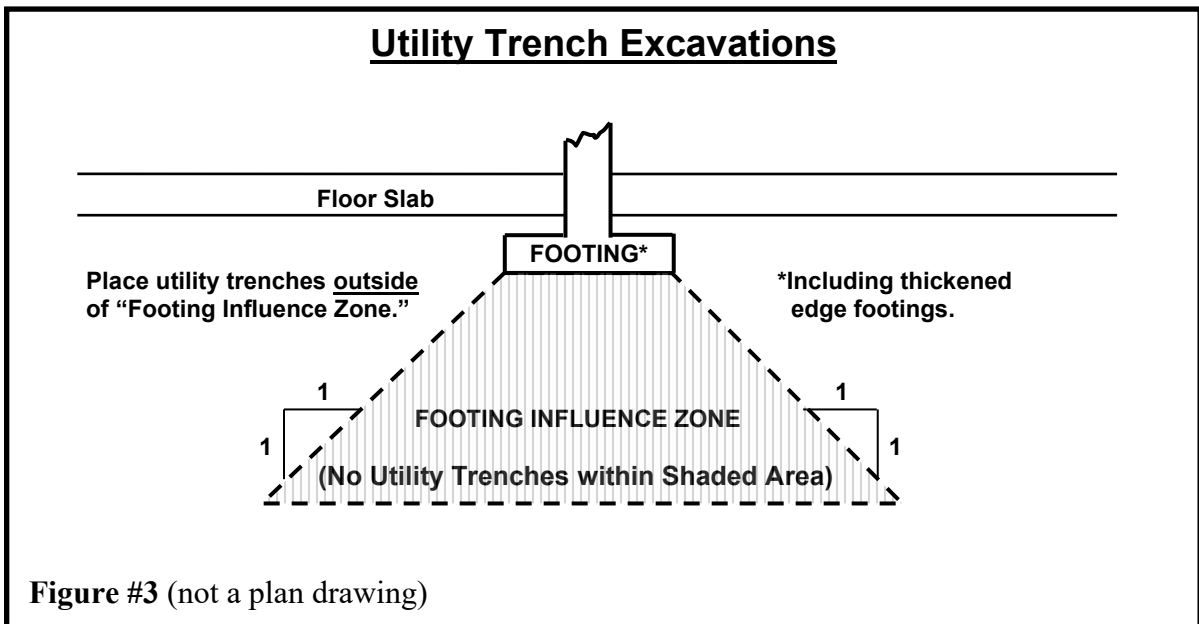 Utility Trench Excavations
Floor Slab
FOOTING*
Place utility trenches outside
of “Footing Influence Zone.”
*Including thickened
edge footings.
1
1
1
1
FOOTING INFLUENCE ZONE
(No Utility Trenches within Shaded Area)
Figure #3 (not a plan drawing)